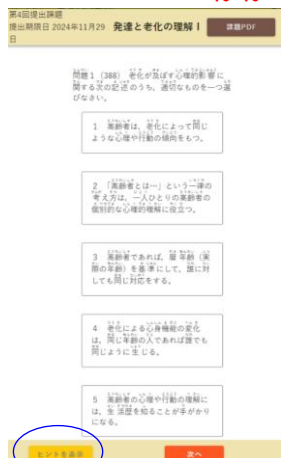 第4回提出課題
提出期限日 2024年11月29日
発達と老化の理解Ⅰ
課題PDF
問題1(388) 老化が及ぼす心理的影響に
関する次の記述のうち、適切なものを一つ選
びなさい。
1 高齢者は、老化によって同じ
ような心理や行動の傾向をもつ。
2 「高齢者とは…」という一律の
考え方は、一人ひとりの高齢者の
個別的な心理的理解に役立つ。
3 高齢者であれば、暦年齢(実
際の年齢)を基準にして、誰に対
しても同じ対応をする。
4 老化による心身機能の変化
は、同じ年齢の人であれば誰でも
同じように生じる。
5 高齢者の心理や行動の理解に
は、生活歴を知ることが手がかり
になる。
ヒントを表示
次へ